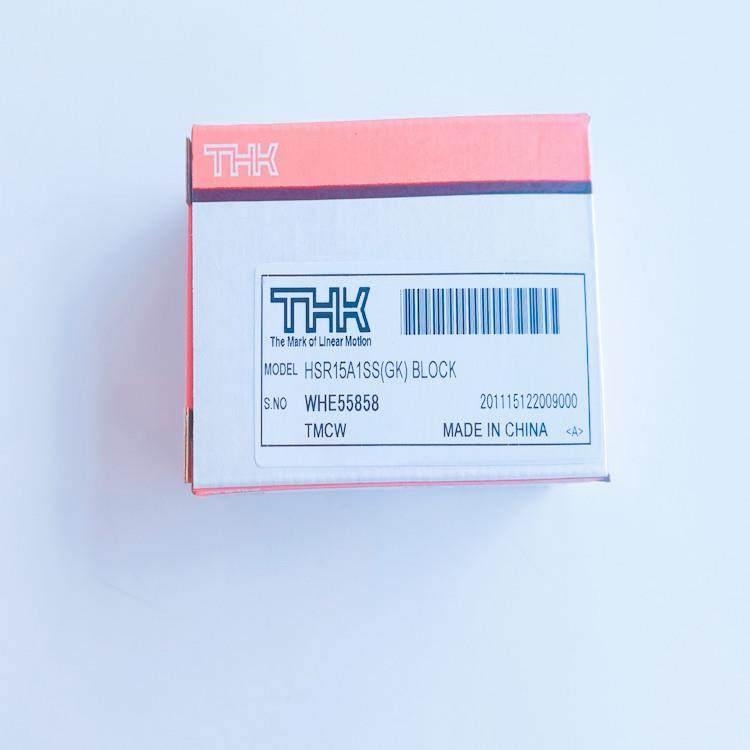 THK
THK
The Mark of Linear Motion
MODEL HSR15A1SS(GK) BLOCK
S.NO WHE55858 201115122009000
TMCW MADE IN CHINA <A>